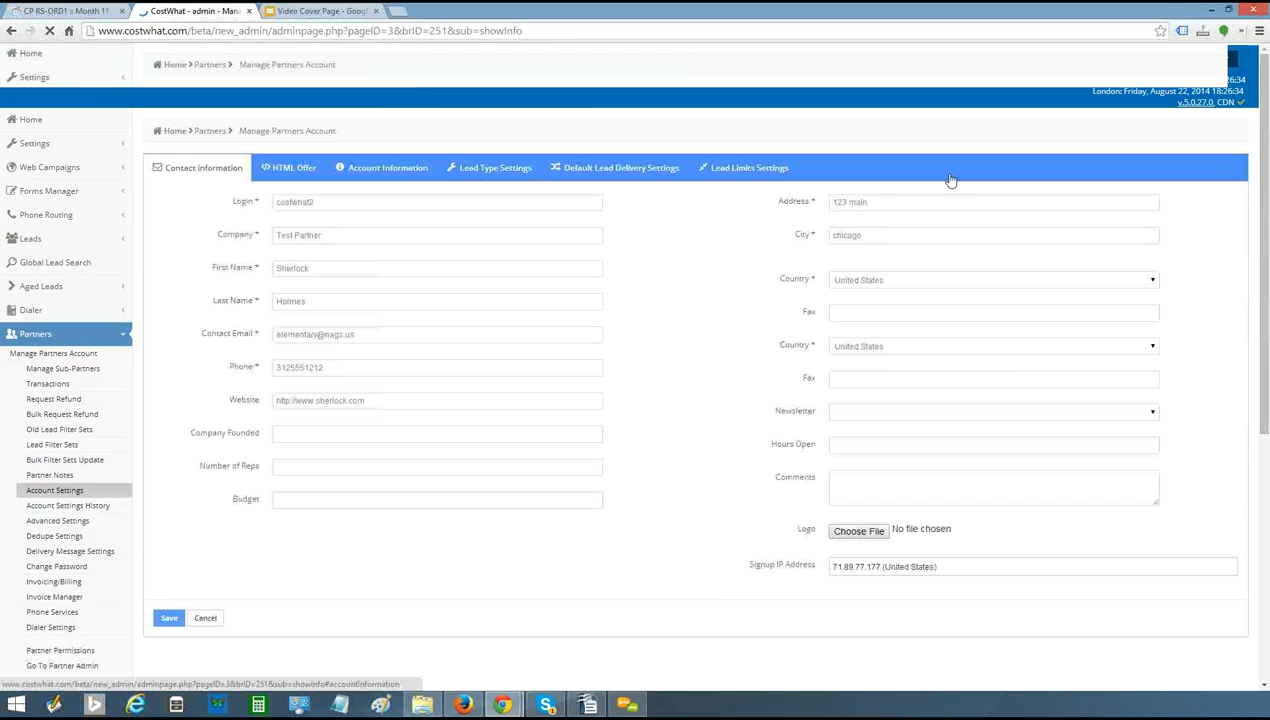 CP RS-ORD1 :: Month 11
CostWhat - admin - Man
Video Cover Page - Googl
www.costwhat.com/beta/new_admin/adminpage.php?pageID=3&brID=251&sub=showInfo
Home
Settings
Home Partners Manage Partners Account
26:34
London: Friday, August 22, 2014 18:26:34
v.5.0.27.0, CDN
Home
Settings
Web Campaigns
Forms Manager
Phone Routing
Leads
Global Lead Search
Aged Leads
Dialer
Partners
Manage Partners Account
Manage Sub-Partners
Transactions
Request Refund
Bulk Request Refund
Old Lead Filter Sets
Lead Filter Sets
Bulk Filter Sets Update
Partner Notes
Account Settings
Account Settings History
Advanced Settings
Dedupe Settings
Delivery Message Settings
Change Password
Invoicing/Billing
Invoice Manager
Phone Services
Dialer Settings
Partner Permissions
Go To Partner Admin
Home Partners Manage Partners Account
Contact information
HTML Offer
Account Information
Lead Type Settings
Default Lead Delivery Settings
Lead Limits Settings
Login * costwhat2
Company * Test Partner
First Name * Sherlock
Last Name * Holmes
Contact Email * elementary@nags.us
Phone * 3125551212
Website http://www.sherlock.com
Company Founded
Number of Reps
Budget
Address * 123 main
City * chicago
Country * United States
Fax
Country * United States
Fax
Newsletter
Hours Open
Comments
Logo Choose File No file chosen
Signup IP Address 71.89.77.177 (United States)
Save Cancel
www.costwhat.com/beta/new_admin/adminpage.php?pageID=3&brID=251&sub=showInfo#accountInformation